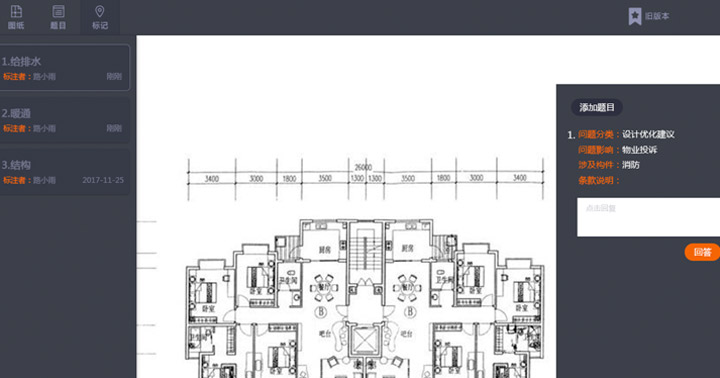 图纸 题目 标记 旧版本
1.给排水
标注者：路小雨 刚刚
2.暖通
标注者：路小雨 刚刚
3.结构
标注者：路小雨 2017-11-25
添加题目
1. 问题分类：设计优化建议
问题影响：物业投诉
涉及构件：消防
条款说明：
点击回复
回答
26000
3400 3000 1800 3500 1300 1300 3500 1800 3000 3400
厨房 厨房
卫生间 卫生间
卧室 餐厅 餐厅 卧室
B B
卫生间 吧台 吧台
卧室 卧室